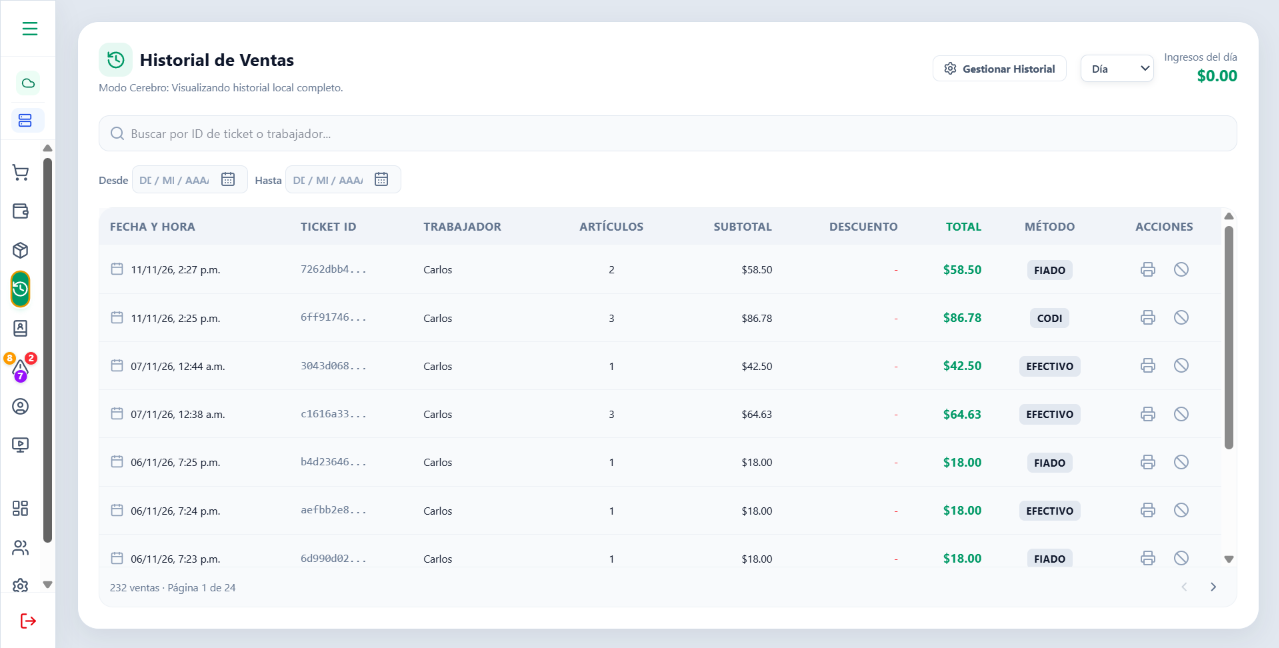 Historial de Ventas
Modo Cerebro: Visualizando historial local completo.
Gestionar Historial
Día
Ingresos del día
$0.00
Buscar por ID de ticket o trabajador...
Desde DE / MI / AAA Hasta DE / MI / AAA
FECHA Y HORA TICKET ID TRABAJADOR ARTÍCULOS SUBTOTAL DESCUENTO TOTAL MÉTODO ACCIONES
11/11/26, 2:27 p.m. 7262dbb4... Carlos 2 $58.50 - $58.50 FIADO
11/11/26, 2:25 p.m. 6ff91746... Carlos 3 $86.78 - $86.78 CODI
07/11/26, 12:44 a.m. 3043d068... Carlos 1 $42.50 - $42.50 EFECTIVO
07/11/26, 12:38 a.m. c1616a33... Carlos 3 $64.63 - $64.63 EFECTIVO
06/11/26, 7:25 p.m. b4d23646... Carlos 1 $18.00 - $18.00 FIADO
06/11/26, 7:24 p.m. aefbb2e8... Carlos 1 $18.00 - $18.00 EFECTIVO
06/11/26, 7:23 p.m. 6d990d02... Carlos 1 $18.00 - $18.00 FIADO
232 ventas · Página 1 de 24
8 2
7